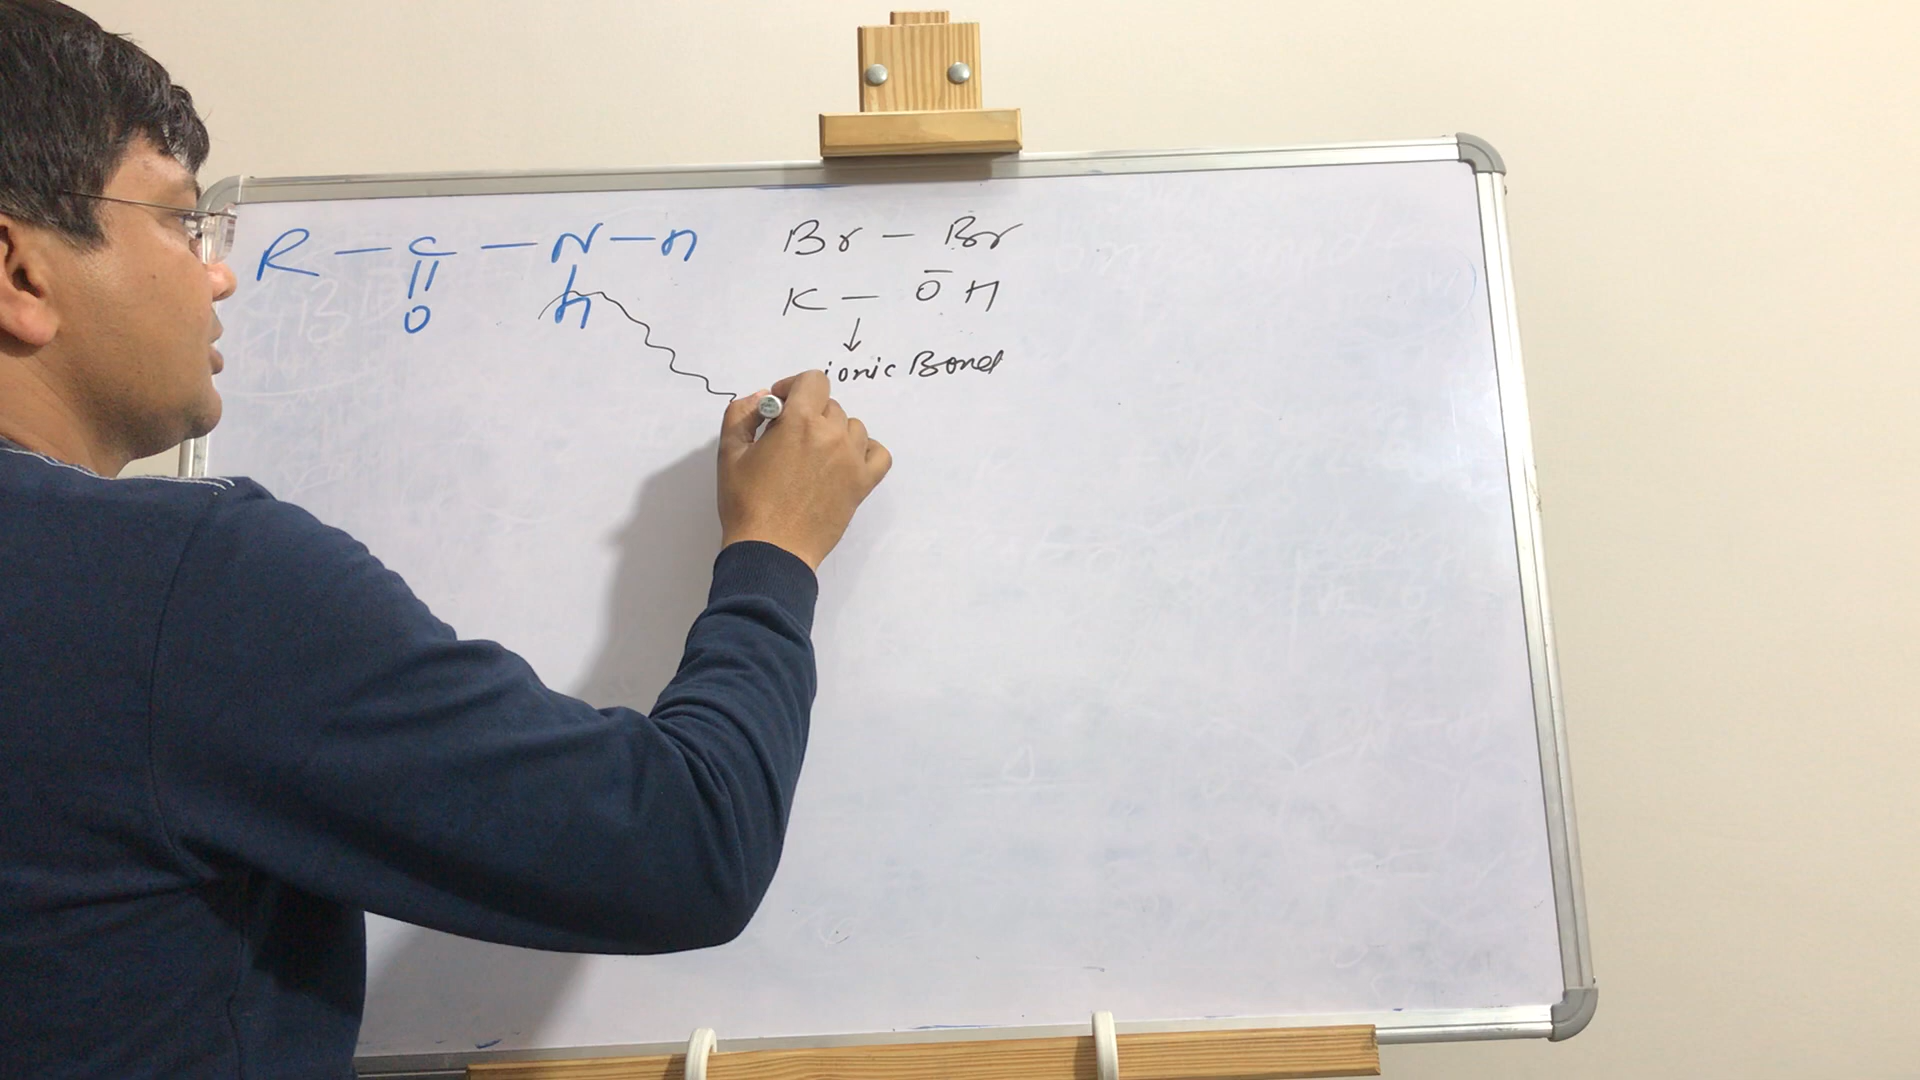 R — C — N — H
||
O
|
H
Br — Br
K — ŌH
↓
ionic Bond